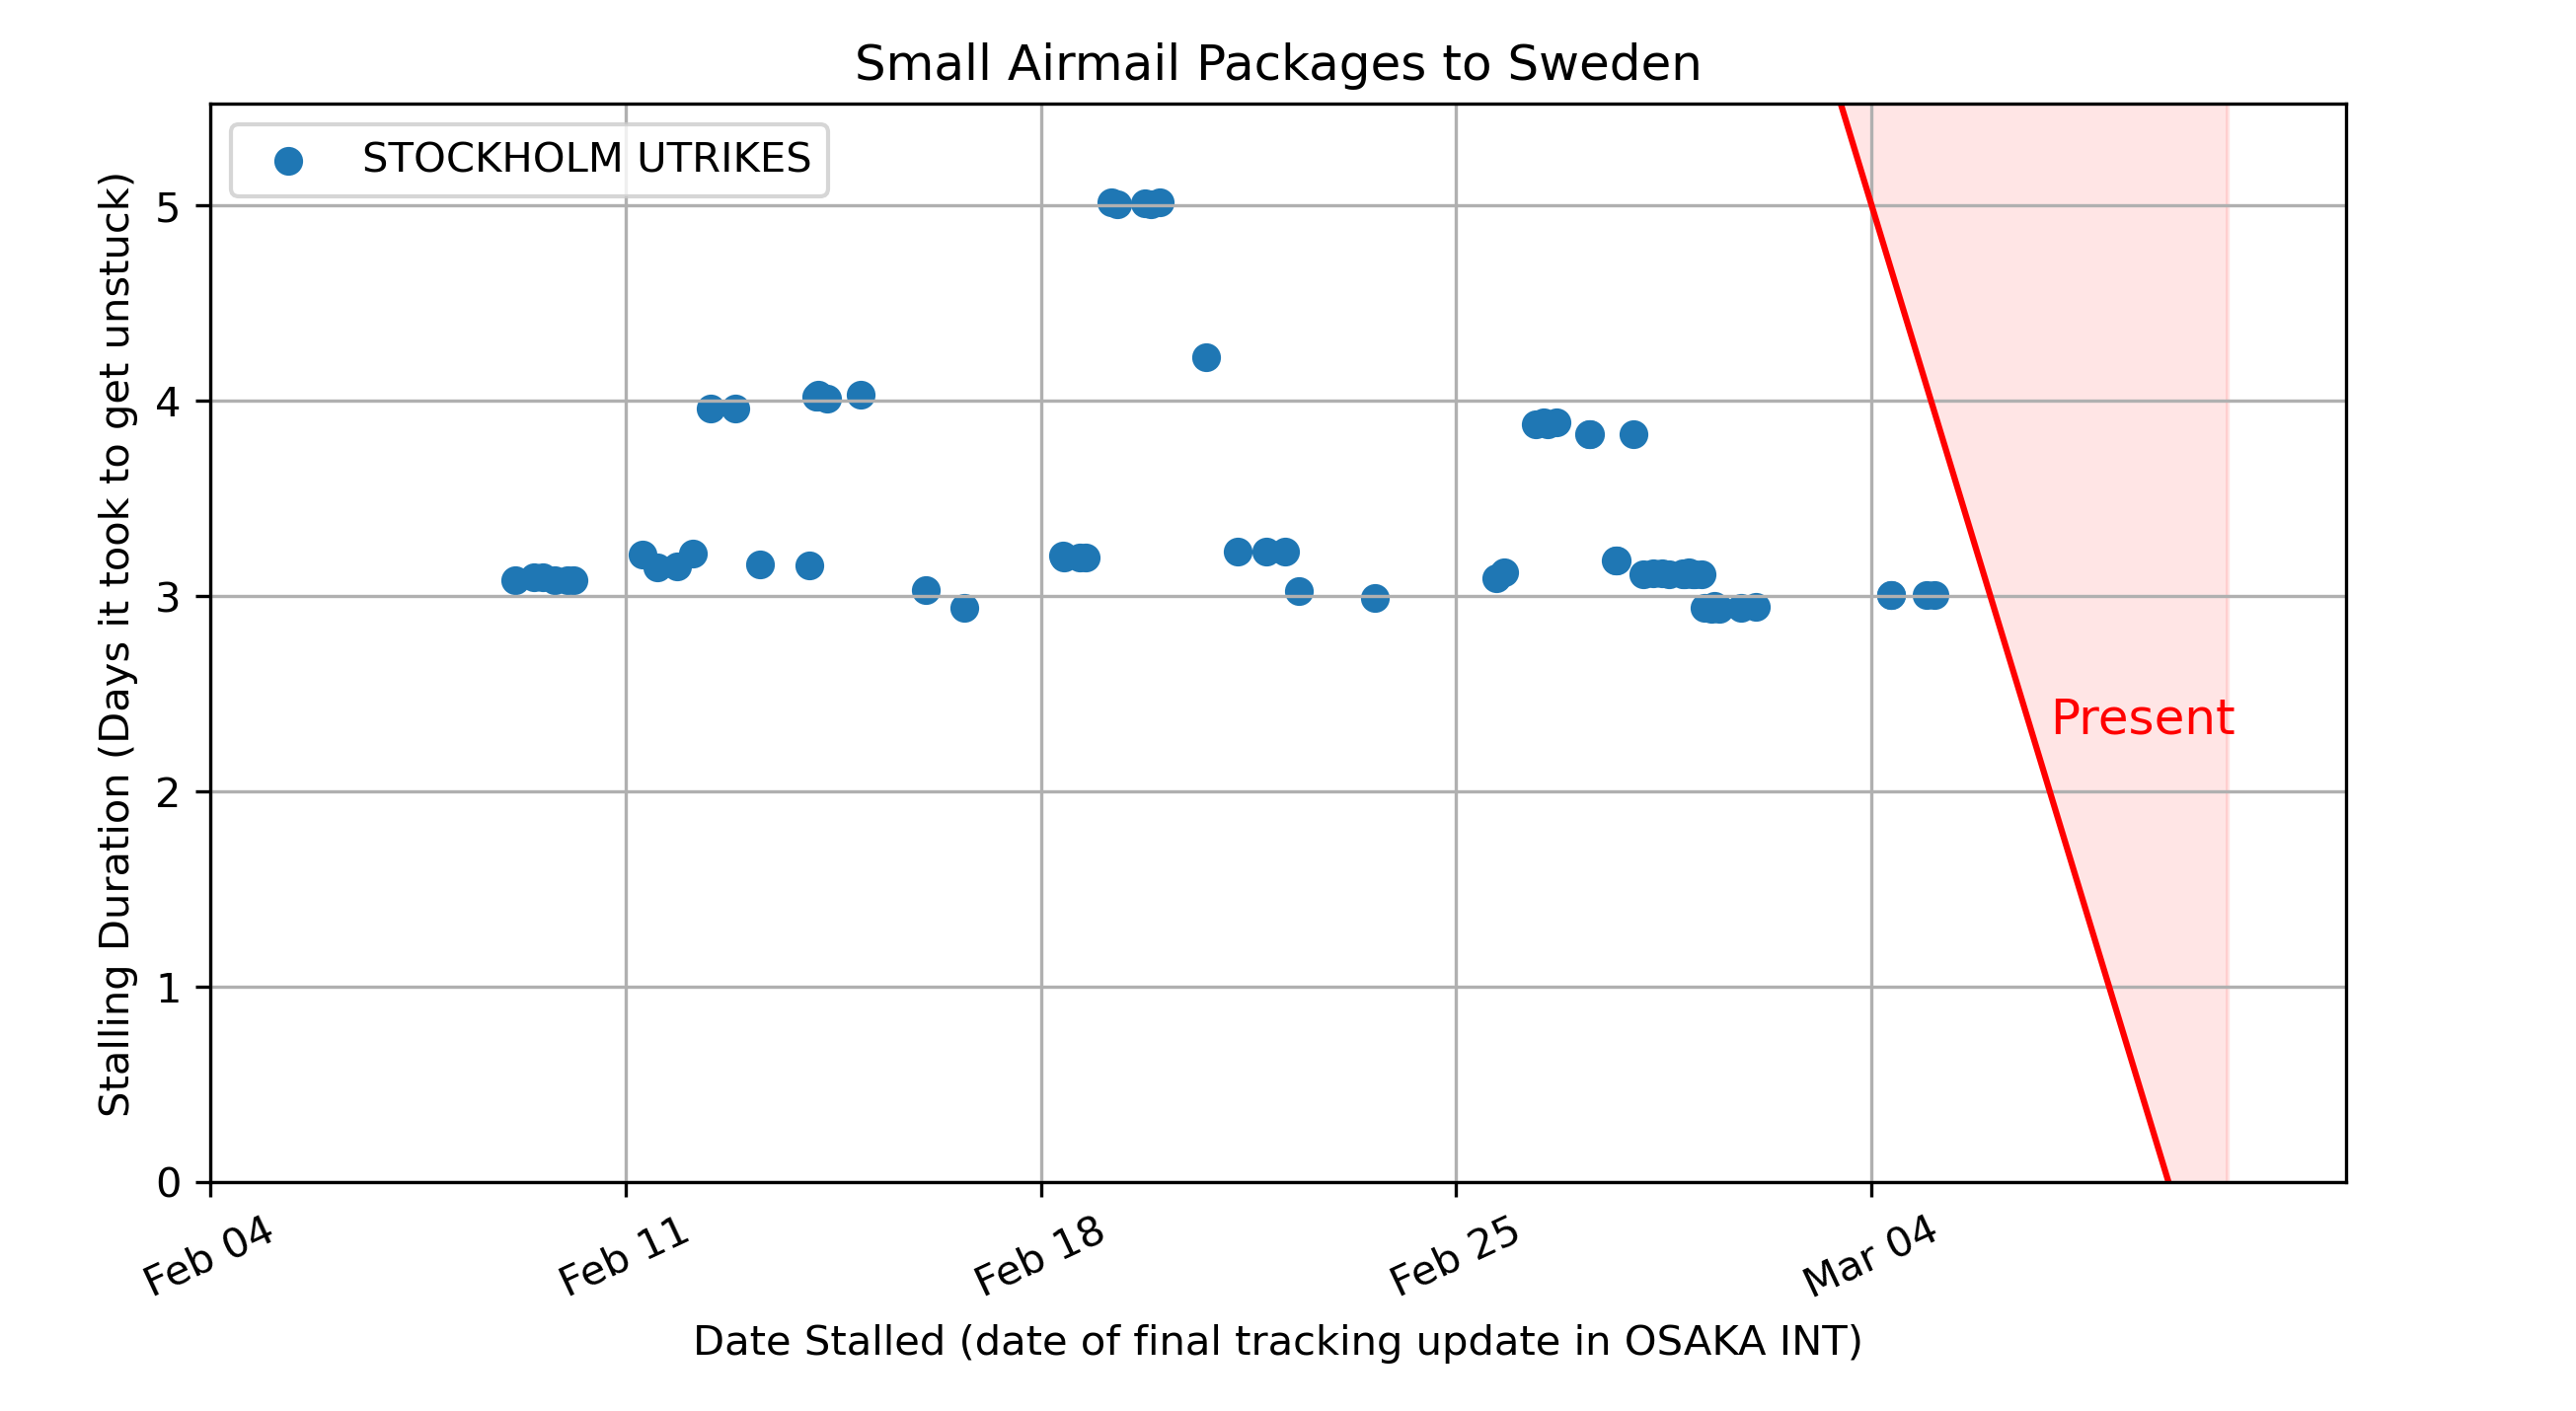 Small Airmail Packages to Sweden
STOCKHOLM UTRIKES
Stalling Duration (Days it took to get unstuck)
5
4
3
2
1
0
Present
Feb 04
Feb 11
Feb 18
Feb 25
Mar 04
Date Stalled (date of final tracking update in OSAKA INT)